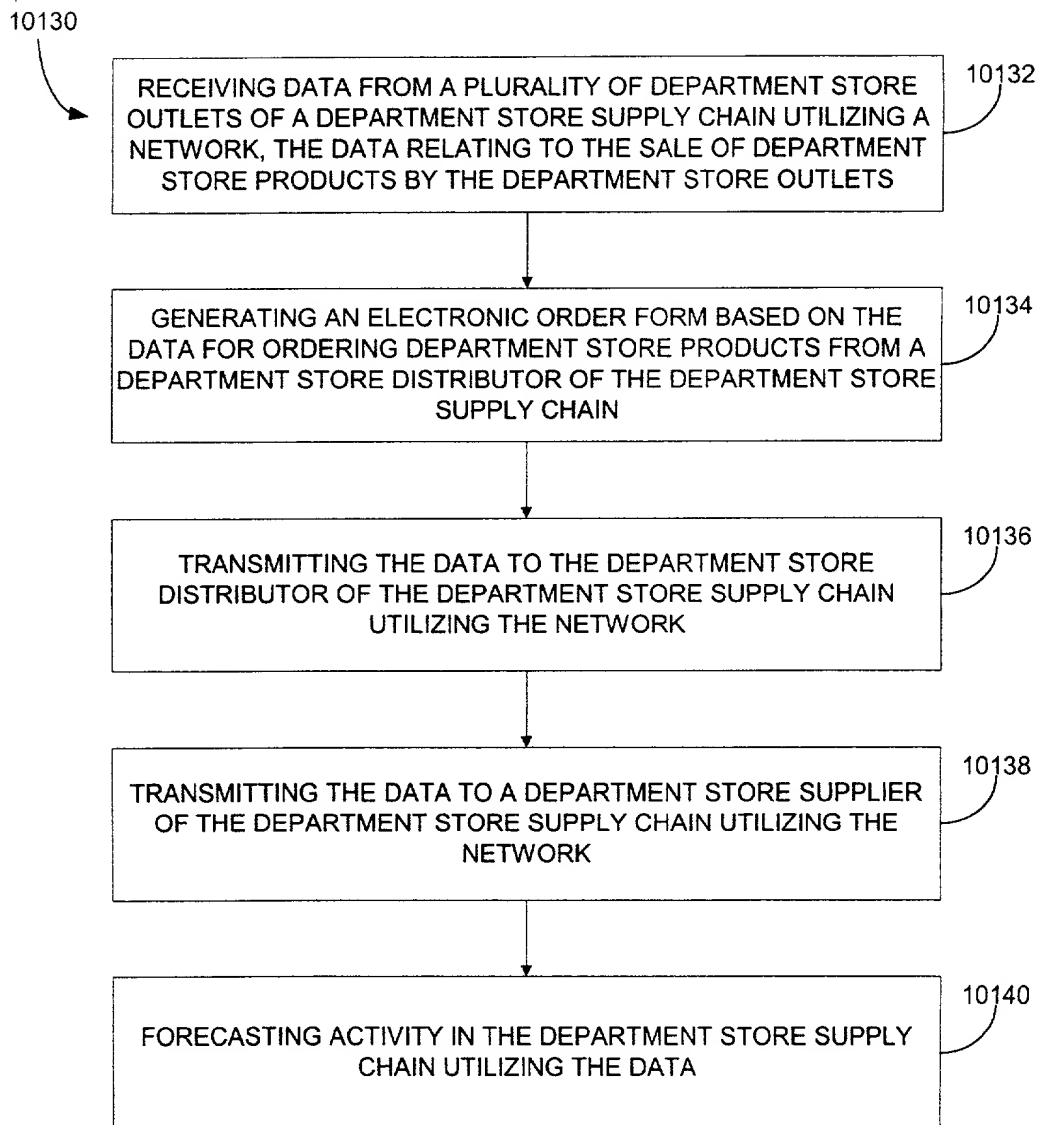 10130
10132
RECEIVING DATA FROM A PLURALITY OF DEPARTMENT STORE
OUTLETS OF A DEPARTMENT STORE SUPPLY CHAIN UTILIZING A
NETWORK, THE DATA RELATING TO THE SALE OF DEPARTMENT
STORE PRODUCTS BY THE DEPARTMENT STORE OUTLETS
10134
GENERATING AN ELECTRONIC ORDER FORM BASED ON THE
DATA FOR ORDERING DEPARTMENT STORE PRODUCTS FROM A
DEPARTMENT STORE DISTRIBUTOR OF THE DEPARTMENT STORE
SUPPLY CHAIN
10136
TRANSMITTING THE DATA TO THE DEPARTMENT STORE
DISTRIBUTOR OF THE DEPARTMENT STORE SUPPLY CHAIN
UTILIZING THE NETWORK
10138
TRANSMITTING THE DATA TO A DEPARTMENT STORE SUPPLIER
OF THE DEPARTMENT STORE SUPPLY CHAIN UTILIZING THE
NETWORK
10140
FORECASTING ACTIVITY IN THE DEPARTMENT STORE SUPPLY
CHAIN UTILIZING THE DATA